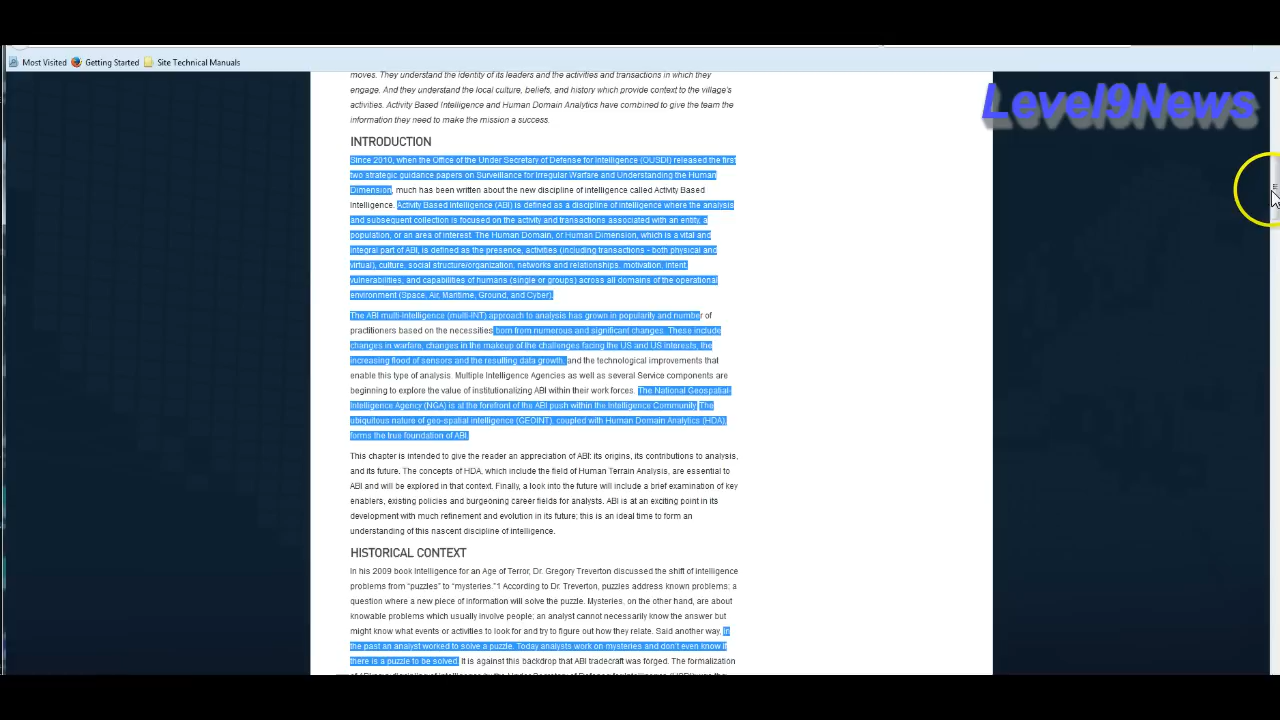 Most Visited Getting Started Site Technical Manuals
Level9News
moves. They understand the identity of its leaders and the activities and transactions in which they
engage. And they understand the local culture, beliefs, and history which provide context to the village's
activities. Activity Based Intelligence and Human Domain Analytics have combined to give the team the
information they need to make the mission a success.
INTRODUCTION
Since 2010, when the Office of the Under Secretary of Defense for Intelligence (OUSDI) released the first
two strategic guidance papers on Surveillance for Irregular Warfare and Understanding the Human
Dimension, much has been written about the new discipline of intelligence called Activity Based
Intelligence. Activity Based Intelligence (ABI) is defined as a discipline of intelligence where the analysis
and subsequent collection is focused on the activity and transactions associated with an entity, a
population, or an area of interest. The Human Domain, or Human Dimension, which is a vital and
integral part of ABI, is defined as the presence, activities (including transactions - both physical and
virtual), culture, social structure/organization, networks and relationships, motivation, intent,
vulnerabilities, and capabilities of humans (single or groups) across all domains of the operational
environment (Space, Air, Maritime, Ground, and Cyber).
The ABI multi-Intelligence (multi-INT) approach to analysis has grown in popularity and number of
practitioners based on the necessities born from numerous and significant changes. These include
changes in warfare, changes in the makeup of the challenges facing the US and US interests, the
increasing flood of sensors and the resulting data growth, and the technological improvements that
enable this type of analysis. Multiple Intelligence Agencies as well as several Service components are
beginning to explore the value of institutionalizing ABI within their work forces. The National Geospatial-
Intelligence Agency (NGA) is at the forefront of the ABI push within the Intelligence Community. The
ubiquitous nature of geo-spatial intelligence (GEOINT), coupled with Human Domain Analytics (HDA),
forms the true foundation of ABI.
This chapter is intended to give the reader an appreciation of ABI: its origins, its contributions to analysis,
and its future. The concepts of HDA, which include the field of Human Terrain Analysis, are essential to
ABI and will be explored in that context. Finally, a look into the future will include a brief examination of key
enablers, existing policies and burgeoning career fields for analysts. ABI is at an exciting point in its
development with much refinement and evolution in its future; this is an ideal time to form an
understanding of this nascent discipline of intelligence.
HISTORICAL CONTEXT
In his 2009 book Intelligence for an Age of Terror, Dr. Gregory Treverton discussed the shift of intelligence
problems from “puzzles” to “mysteries.”1 According to Dr. Treverton, puzzles address known problems; a
question where a new piece of information will solve the puzzle. Mysteries, on the other hand, are about
knowable problems which usually involve people; an analyst cannot necessarily know the answer but
might know what events or activities to look for and try to figure out how they relate. Said another way, in
the past an analyst worked to solve a puzzle. Today analysts work on mysteries and don't even know if
there is a puzzle to be solved. It is against this backdrop that ABI tradecraft was forged. The formalization